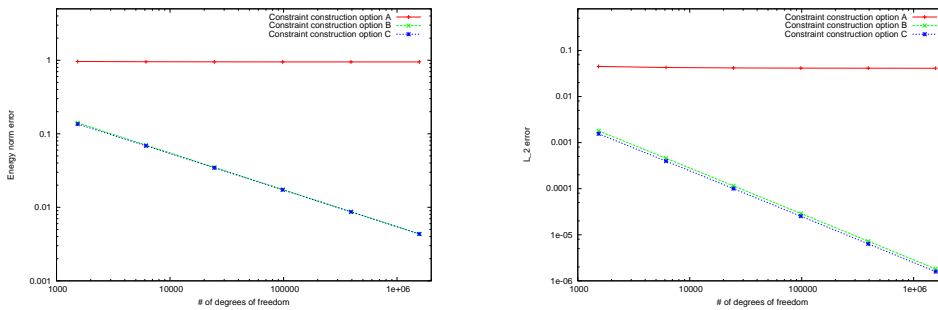 Constraint construction option A
Constraint construction option B
Constraint construction option C
1
0.1
0.01
0.001
Energy norm error
1000
10000
100000
1e+06
# of degrees of freedom
Constraint construction option A
Constraint construction option B
Constraint construction option C
0.1
0.01
0.001
0.0001
1e-05
1e-06
L_2 error
1000
10000
100000
1e+06
# of degrees of freedom